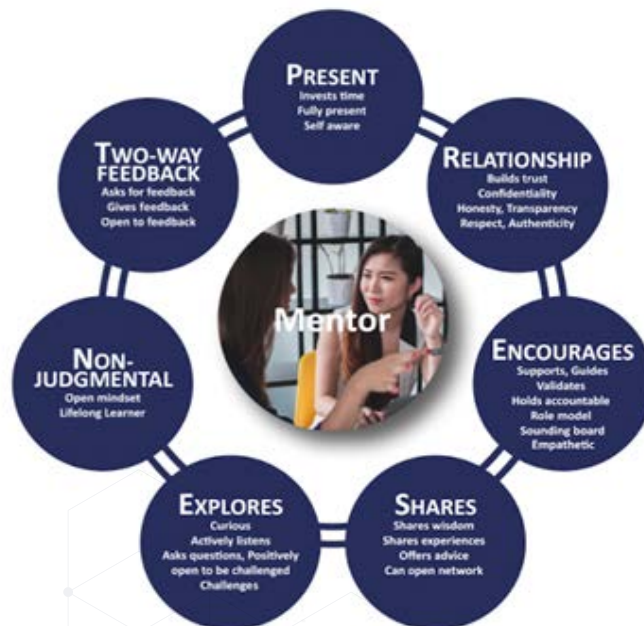 PRESENT
Invests time
Fully present
Self aware
RELATIONSHIP
Builds trust
Confidentiality
Honesty, Transparency
Respect, Authenticity
ENCOURAGES
Supports, Guides
Validates
Holds accountable
Role model
Sounding board
Empathetic
SHARES
Shares wisdom
Shares experiences
Offers advice
Can open network
EXPLORES
Curious
Actively listens
Asks questions, Positively
open to be challenged
Challenges
NON-
JUDGMENTAL
Open mindset
Lifelong Learner
TWO-WAY
FEEDBACK
Asks for feedback
Gives feedback
Open to feedback
Mentor